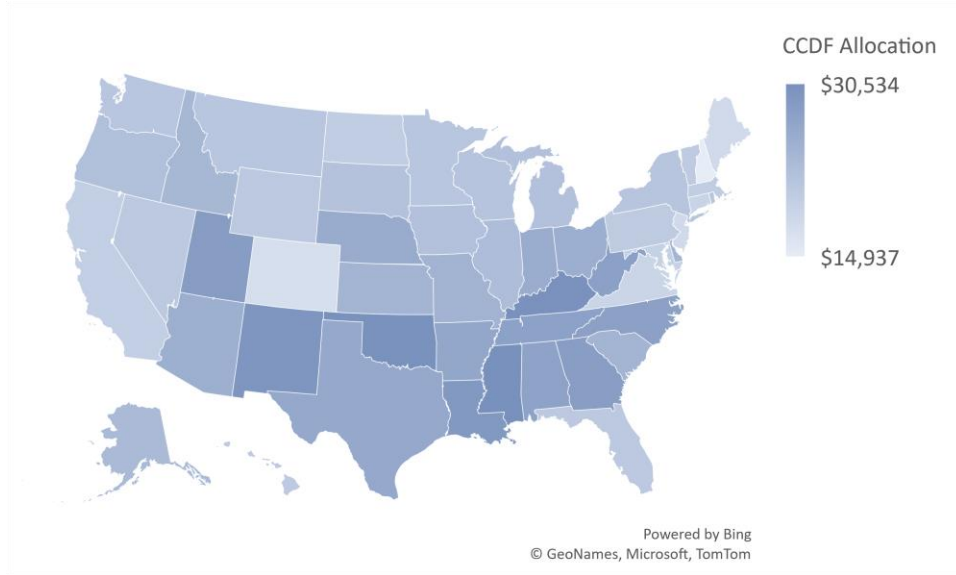 CCDF Allocation
$30,534
$14,937
Powered by Bing
© GeoNames, Microsoft, TomTom